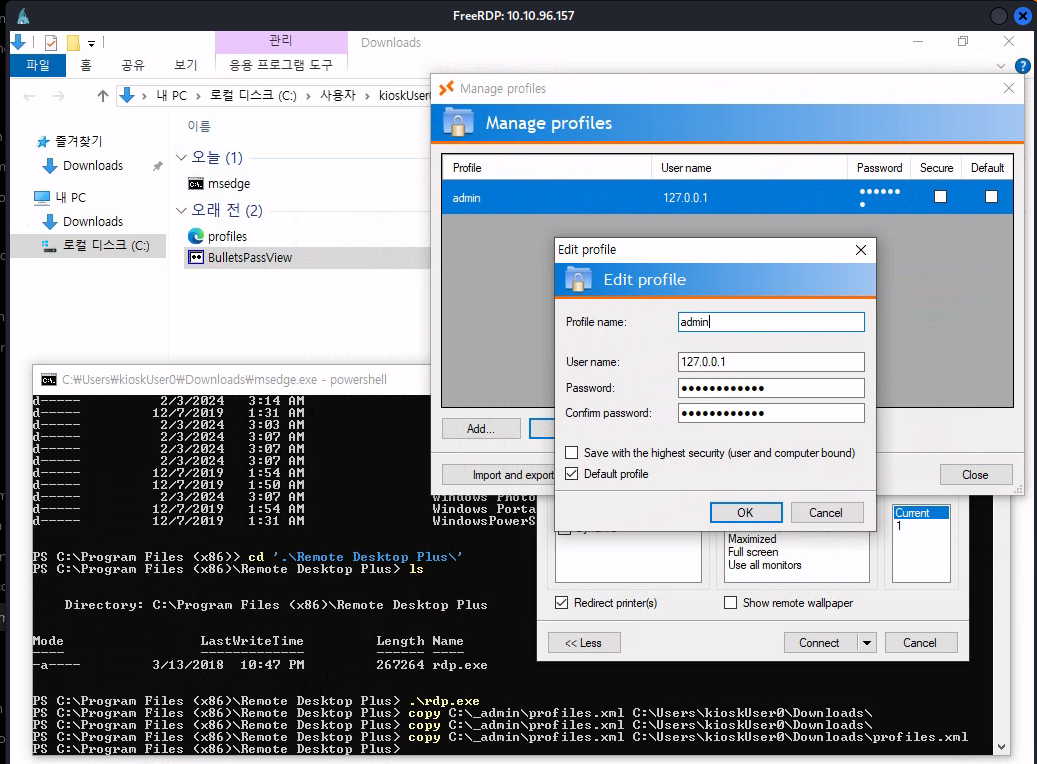 FreeRDP: 10.10.96.157
관리
Downloads
파일
홈
공유
보기
응용 프로그램 도구
내 PC
로컬 디스크 (C:)
사용자
kioskUser
이름
즐겨찾기
Downloads
내 PC
Downloads
로컬 디스크 (C:)
오늘 (1)
msedge
오래 전 (2)
profiles
BulletsPassView
Manage profiles
Manage profiles
Profile
User name
Password
Secure
Default
admin
127.0.0.1
Add...
Import and export
Close
Edit profile
Edit profile
Profile name:
admin
User name:
127.0.0.1
Password:
Confirm password:
Save with the highest security (user and computer bound)
Default profile
OK
Cancel
Maximized
Full screen
Use all monitors
Current
1
Redirect printer(s)
Show remote wallpaper
<< Less
Connect
Cancel
C:₩Users₩kioskUser0₩Downloads₩msedge.exe - powershell
d----- 2/3/2024 3:14 AM
d----- 12/7/2019 1:31 AM
d----- 2/3/2024 3:03 AM
d----- 2/3/2024 3:07 AM
d----- 2/3/2024 3:07 AM
d----- 2/3/2024 3:07 AM
d----- 12/7/2019 1:54 AM
d----- 12/7/2019 1:50 AM
d----- 2/3/2024 3:07 AM Windows Photo
d----- 12/7/2019 1:54 AM Windows Porta
d----- 12/7/2019 1:31 AM WindowsPowerS
PS C:\Program Files (x86)> cd '.\Remote Desktop Plus\'
PS C:\Program Files (x86)\Remote Desktop Plus> ls
Directory: C:\Program Files (x86)\Remote Desktop Plus
Mode LastWriteTime Length Name
---- ------------- ------ ----
-a---- 3/13/2018 10:47 PM 267264 rdp.exe
PS C:\Program Files (x86)\Remote Desktop Plus> .\rdp.exe
PS C:\Program Files (x86)\Remote Desktop Plus> copy C:\_admin\profiles.xml C:\Users\kioskUser0\Downloads\
PS C:\Program Files (x86)\Remote Desktop Plus> copy C:\_admin\profiles.xml C:\Users\kioskUser0\Downloads\
PS C:\Program Files (x86)\Remote Desktop Plus> copy C:\_admin\profiles.xml C:\Users\kioskUser0\Downloads\profiles.xml
PS C:\Program Files (x86)\Remote Desktop Plus>